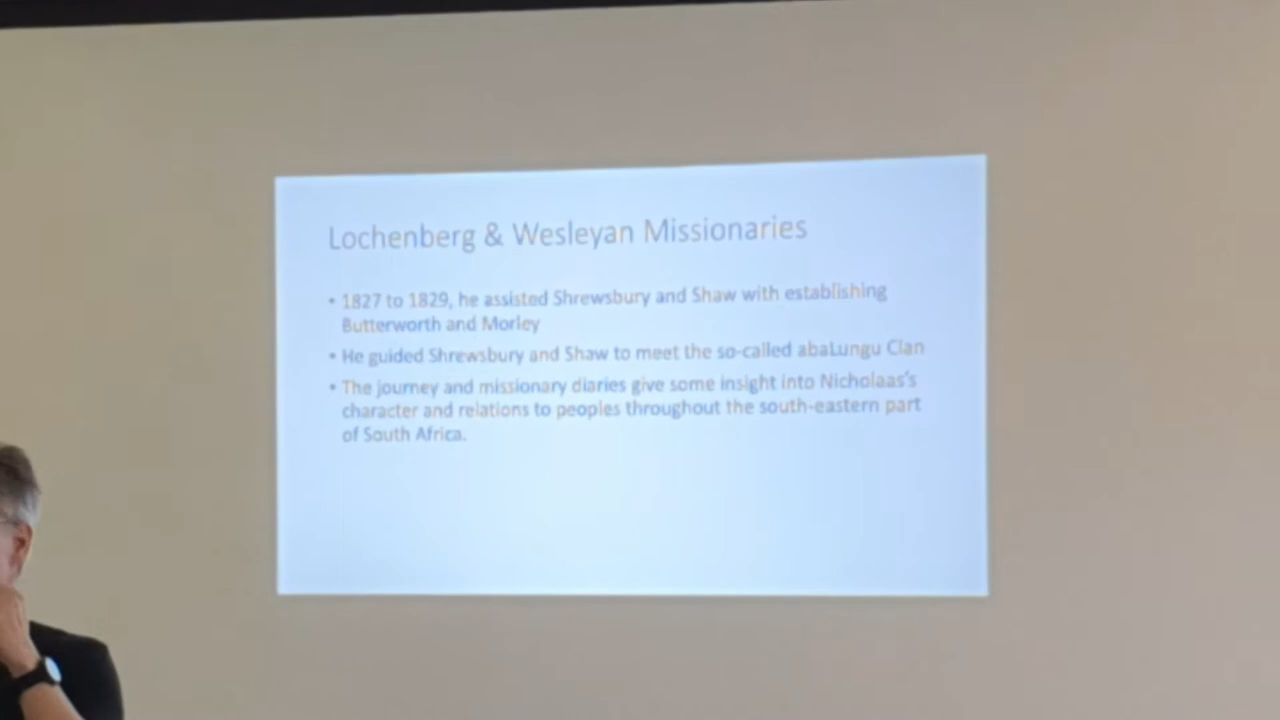 Lochenberg & Wesleyan Missionaries
• 1827 to 1829, he assisted Shrewsbury and Shaw with establishing
Butterworth and Morley
• He guided Shrewsbury and Shaw to meet the so-called abaLungu Clan
• The journey and missionary diaries give some insight into Nicholaas's
character and relations to peoples throughout the south-eastern part
of South Africa.